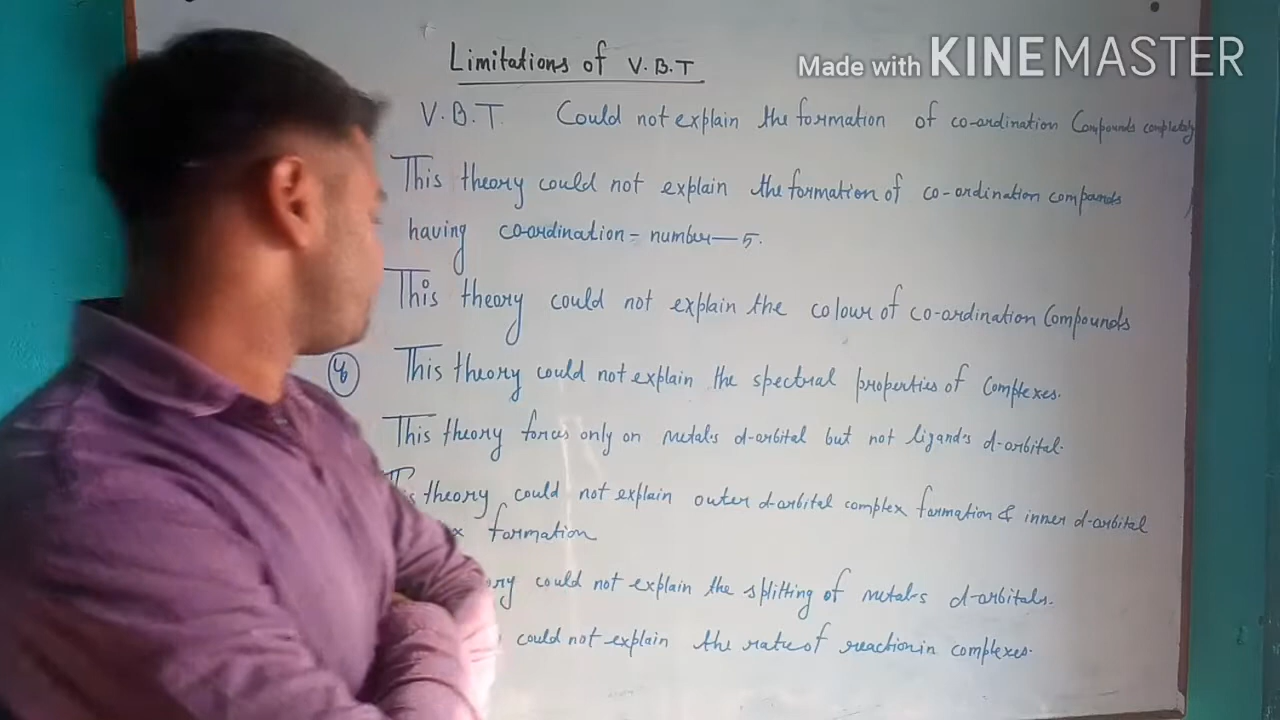 Limitations of V.B.T
Made with KINEMASTER
V.B.T. Could not explain the formation of co-ordination Compounds completely
This theory could not explain the formation of co-ordination compounds
having co-ordination - number — 5.
This theory could not explain the colour of co-ordination Compounds
This theory could not explain the spectral properties of Complexes.
This theory only on metal's d-orbital but not ligand's d-orbital.
theory could not explain outer d-orbital complex formation & inner d-orbital
formation
could not explain the splitting of metal-s d-orbitals.
could not explain the rate of reaction in complexes.